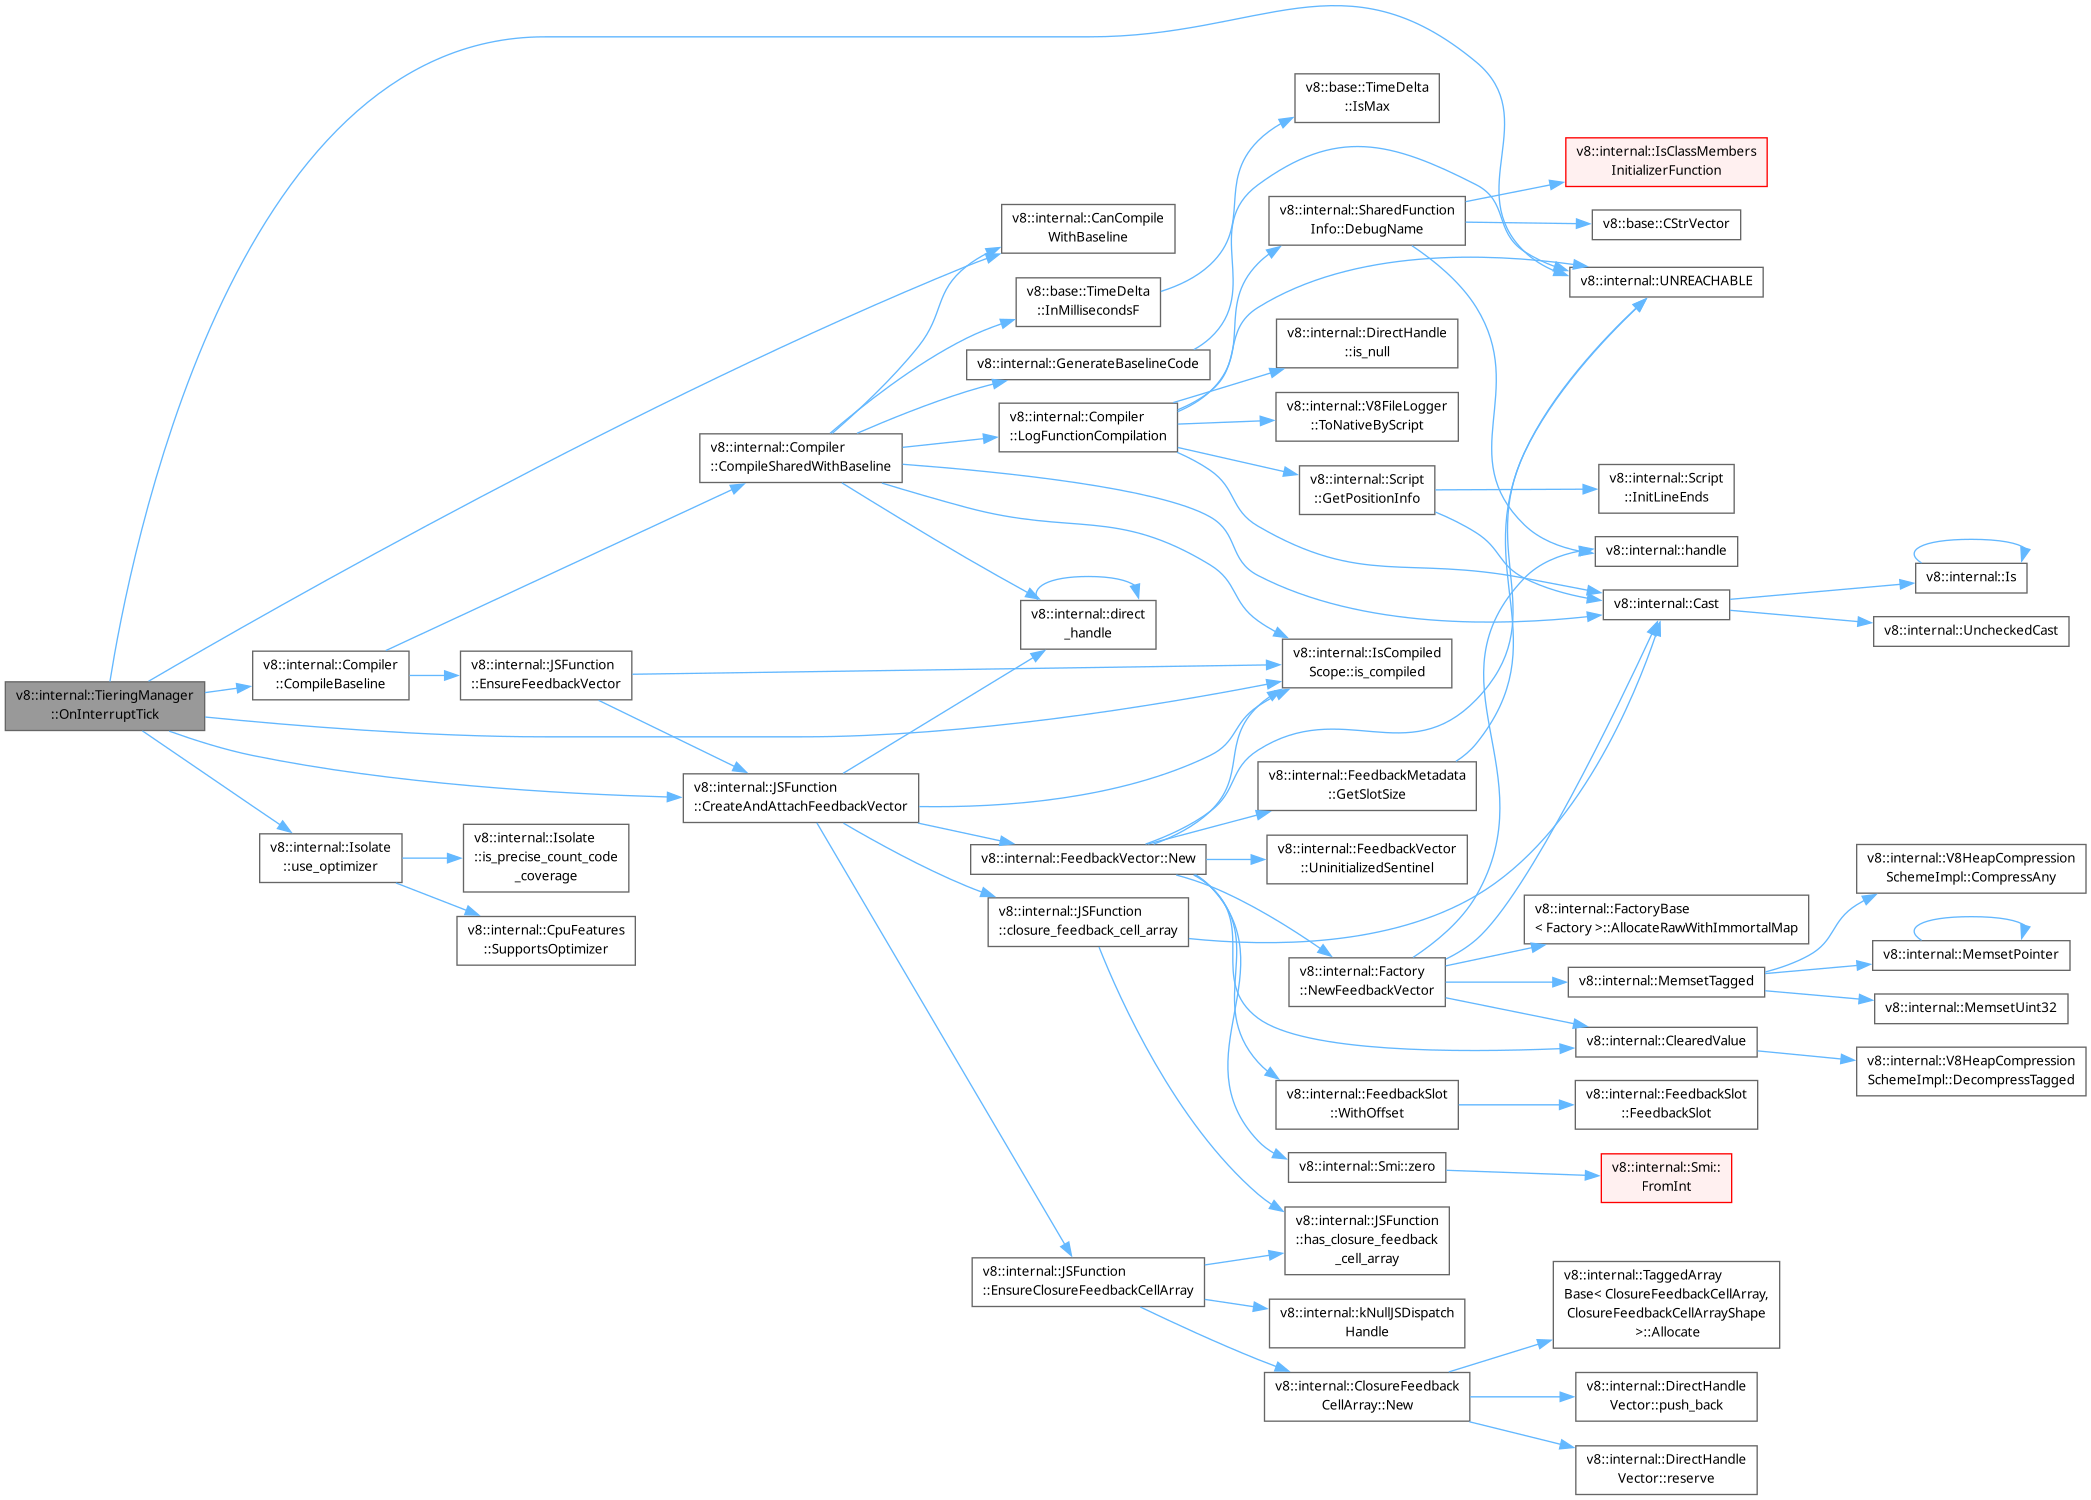 v8::internal::TieringManager
::OnInterruptTick
v8::internal::Compiler
::CompileBaseline
v8::internal::Isolate
::use_optimizer
v8::internal::JSFunction
::EnsureFeedbackVector
v8::internal::Isolate
::is_precise_count_code
_coverage
v8::internal::CpuFeatures
::SupportsOptimizer
v8::internal::Compiler
::CompileSharedWithBaseline
v8::internal::JSFunction
::CreateAndAttachFeedbackVector
v8::internal::CanCompile
WithBaseline
v8::base::TimeDelta
::InMillisecondsF
v8::internal::GenerateBaselineCode
v8::internal::Compiler
::LogFunctionCompilation
v8::internal::direct
_handle
v8::internal::FeedbackVector::New
v8::internal::JSFunction
::closure_feedback_cell_array
v8::internal::JSFunction
::EnsureClosureFeedbackCellArray
v8::base::TimeDelta
::IsMax
v8::internal::SharedFunction
Info::DebugName
v8::internal::DirectHandle
::is_null
v8::internal::V8FileLogger
::ToNativeByScript
v8::internal::Script
::GetPositionInfo
v8::internal::IsCompiled
Scope::is_compiled
v8::internal::FeedbackMetadata
::GetSlotSize
v8::internal::FeedbackVector
::UninitializedSentinel
v8::internal::Factory
::NewFeedbackVector
v8::internal::FeedbackSlot
::WithOffset
v8::internal::Smi::zero
v8::internal::JSFunction
::has_closure_feedback
_cell_array
v8::internal::kNullJSDispatch
Handle
v8::internal::ClosureFeedback
CellArray::New
v8::internal::IsClassMembers
InitializerFunction
v8::base::CStrVector
v8::internal::UNREACHABLE
v8::internal::Script
::InitLineEnds
v8::internal::handle
v8::internal::Cast
v8::internal::FactoryBase
< Factory >::AllocateRawWithImmortalMap
v8::internal::MemsetTagged
v8::internal::ClearedValue
v8::internal::FeedbackSlot
::FeedbackSlot
v8::internal::Smi::
FromInt
v8::internal::TaggedArray
Base< ClosureFeedbackCellArray,
ClosureFeedbackCellArrayShape
>::Allocate
v8::internal::DirectHandle
Vector::push_back
v8::internal::DirectHandle
Vector::reserve
v8::internal::Is
v8::internal::UncheckedCast
v8::internal::V8HeapCompression
SchemeImpl::CompressAny
v8::internal::MemsetPointer
v8::internal::MemsetUint32
v8::internal::V8HeapCompression
SchemeImpl::DecompressTagged